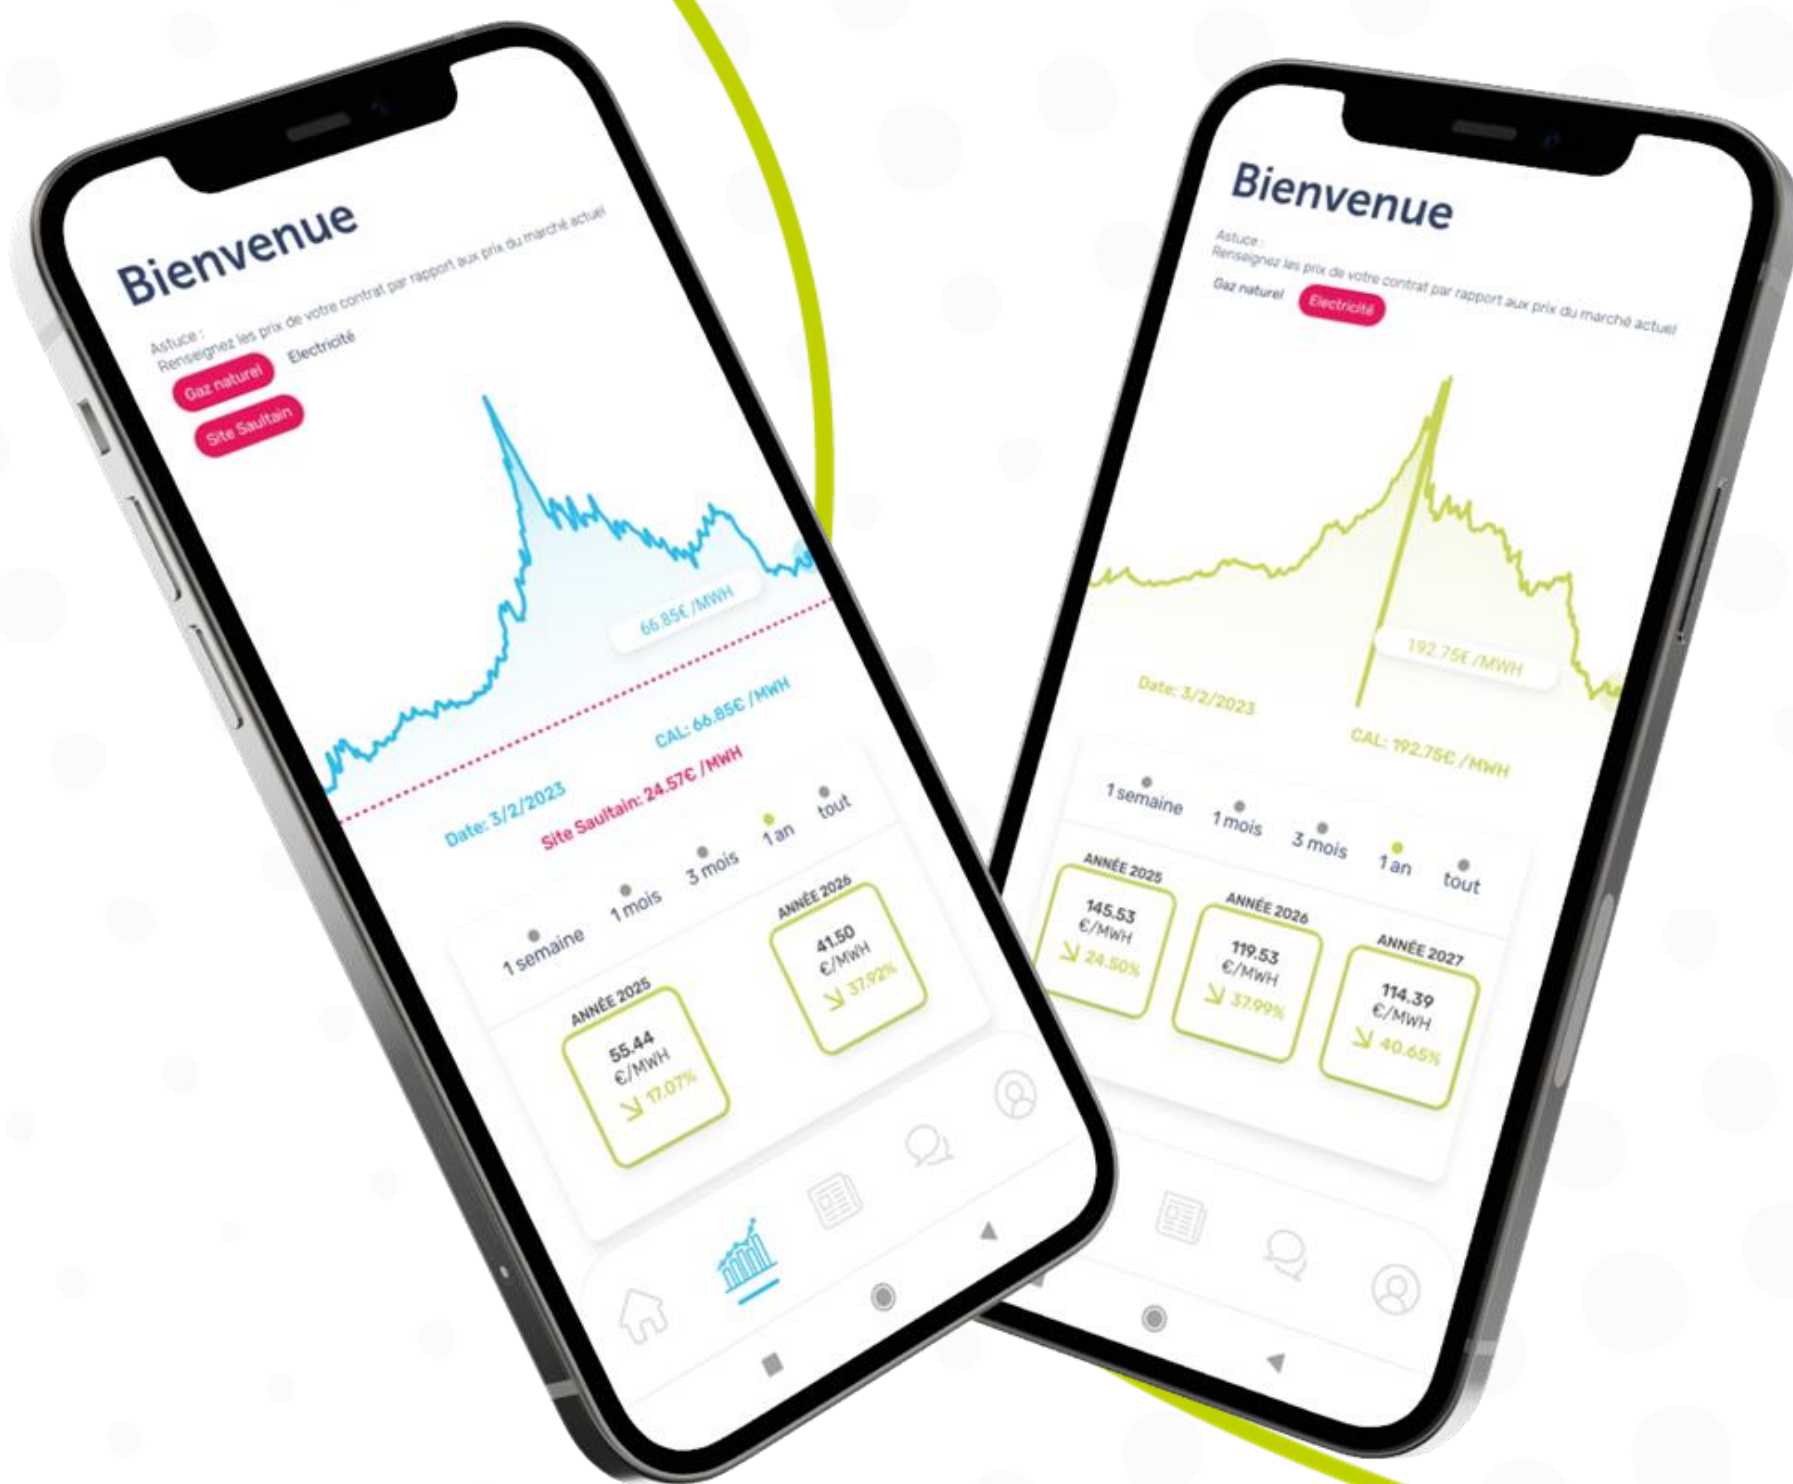 Bienvenue
Astuce :
Renseignez les prix de votre contrat par rapport aux prix du marché actuel
Gaz naturel Electricité
Site Saultain
66.85€ /MWH
CAL: 66.85€ /MWH
Date: 3/2/2023
Site Saultain: 24.57€ /MWH
1 semaine 1 mois 3 mois 1 an tout
ANNÉE 2025
55.44
€/MWH
17.07%
ANNÉE 2026
41.50
€/MWH
37.92%
Bienvenue
Astuce :
Renseignez les prix de votre contrat par rapport aux prix du marché actuel
Gaz naturel Electricité
192.75€ /MWH
Date: 3/2/2023
CAL: 192.75€ /MWH
1 semaine 1 mois 3 mois 1 an tout
ANNÉE 2025
145.53
€/MWH
24.50%
ANNÉE 2026
119.53
€/MWH
37.99%
ANNÉE 2027
114.39
€/MWH
40.65%